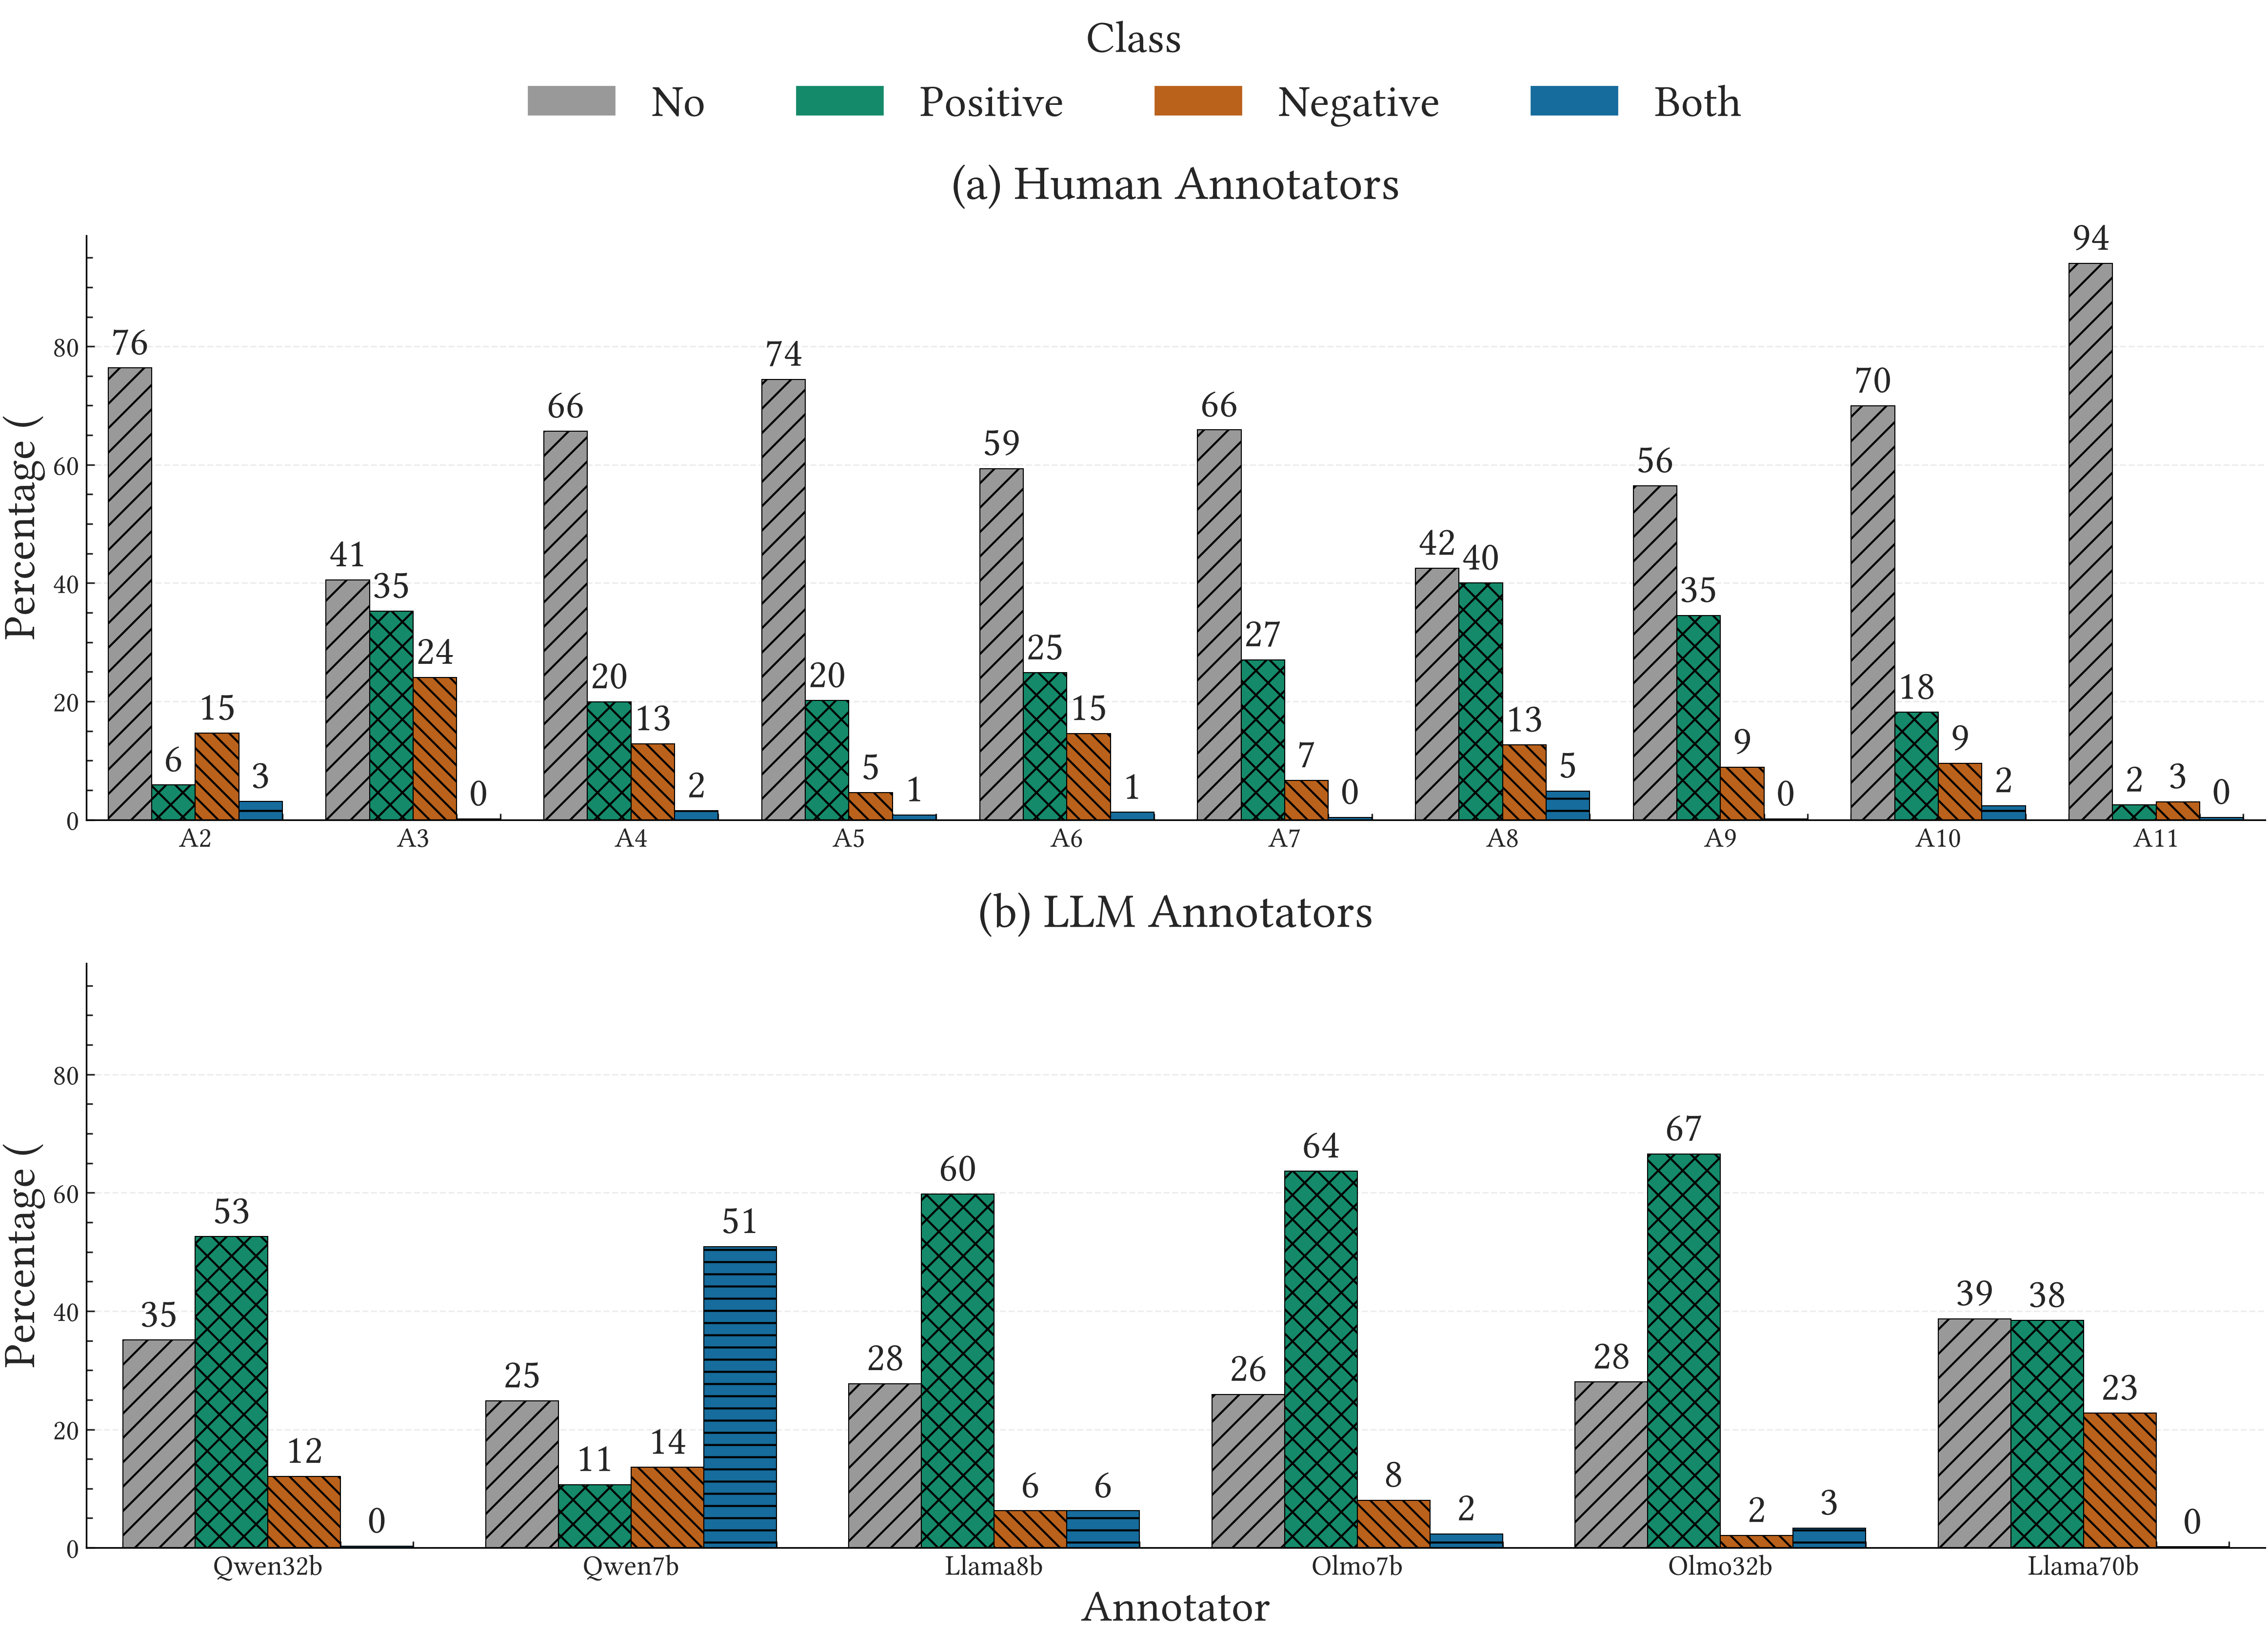 Class
No Positive Negative Both
(a) Human Annotators
Percentage (
80
60
40
20
0
76 6 15 3
41 35 24 0
66 20 13 2
74 20 5 1
59 25 15 1
66 27 7 0
42 40 13 5
56 35 9 0
70 18 9 2
94 2 3 0
A2 A3 A4 A5 A6 A7 A8 A9 A10 A11
(b) LLM Annotators
Percentage (
80
60
40
20
0
35 53 12 0
25 11 14 51
28 60 6 6
26 64 8 2
28 67 2 3
39 38 23 0
Qwen32b Qwen7b Llama8b Olmo7b Olmo32b Llama70b
Annotator